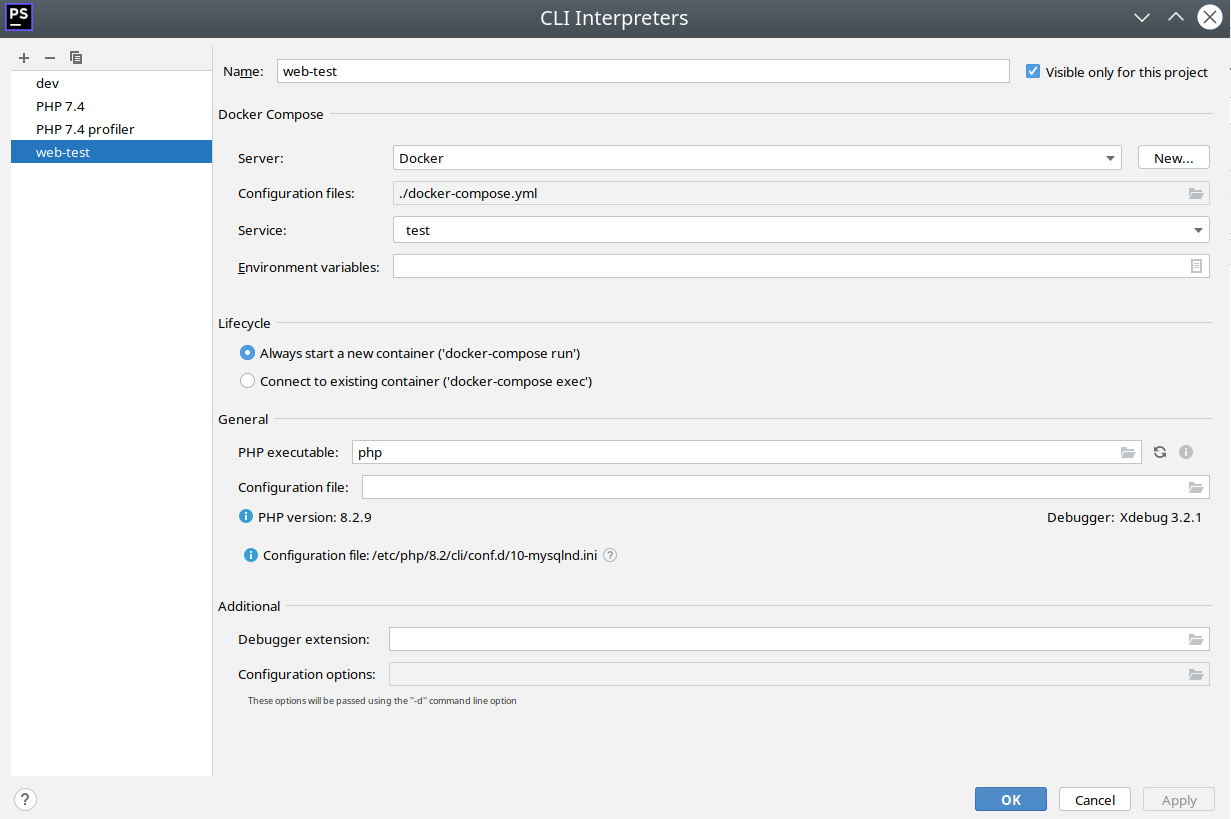 PS
CLI Interpreters
dev
PHP 7.4
PHP 7.4 profiler
web-test
Name: web-test Visible only for this project
Docker Compose
Server: Docker New...
Configuration files: ./docker-compose.yml
Service: test
Environment variables:
Lifecycle
Always start a new container ('docker-compose run')
Connect to existing container ('docker-compose exec')
General
PHP executable: php
Configuration file:
PHP version: 8.2.9 Debugger: Xdebug 3.2.1
Configuration file: /etc/php/8.2/cli/conf.d/10-mysqlnd.ini ?
Additional
Debugger extension:
Configuration options:
These options will be passed using the "-d" command line option
? OK Cancel Apply